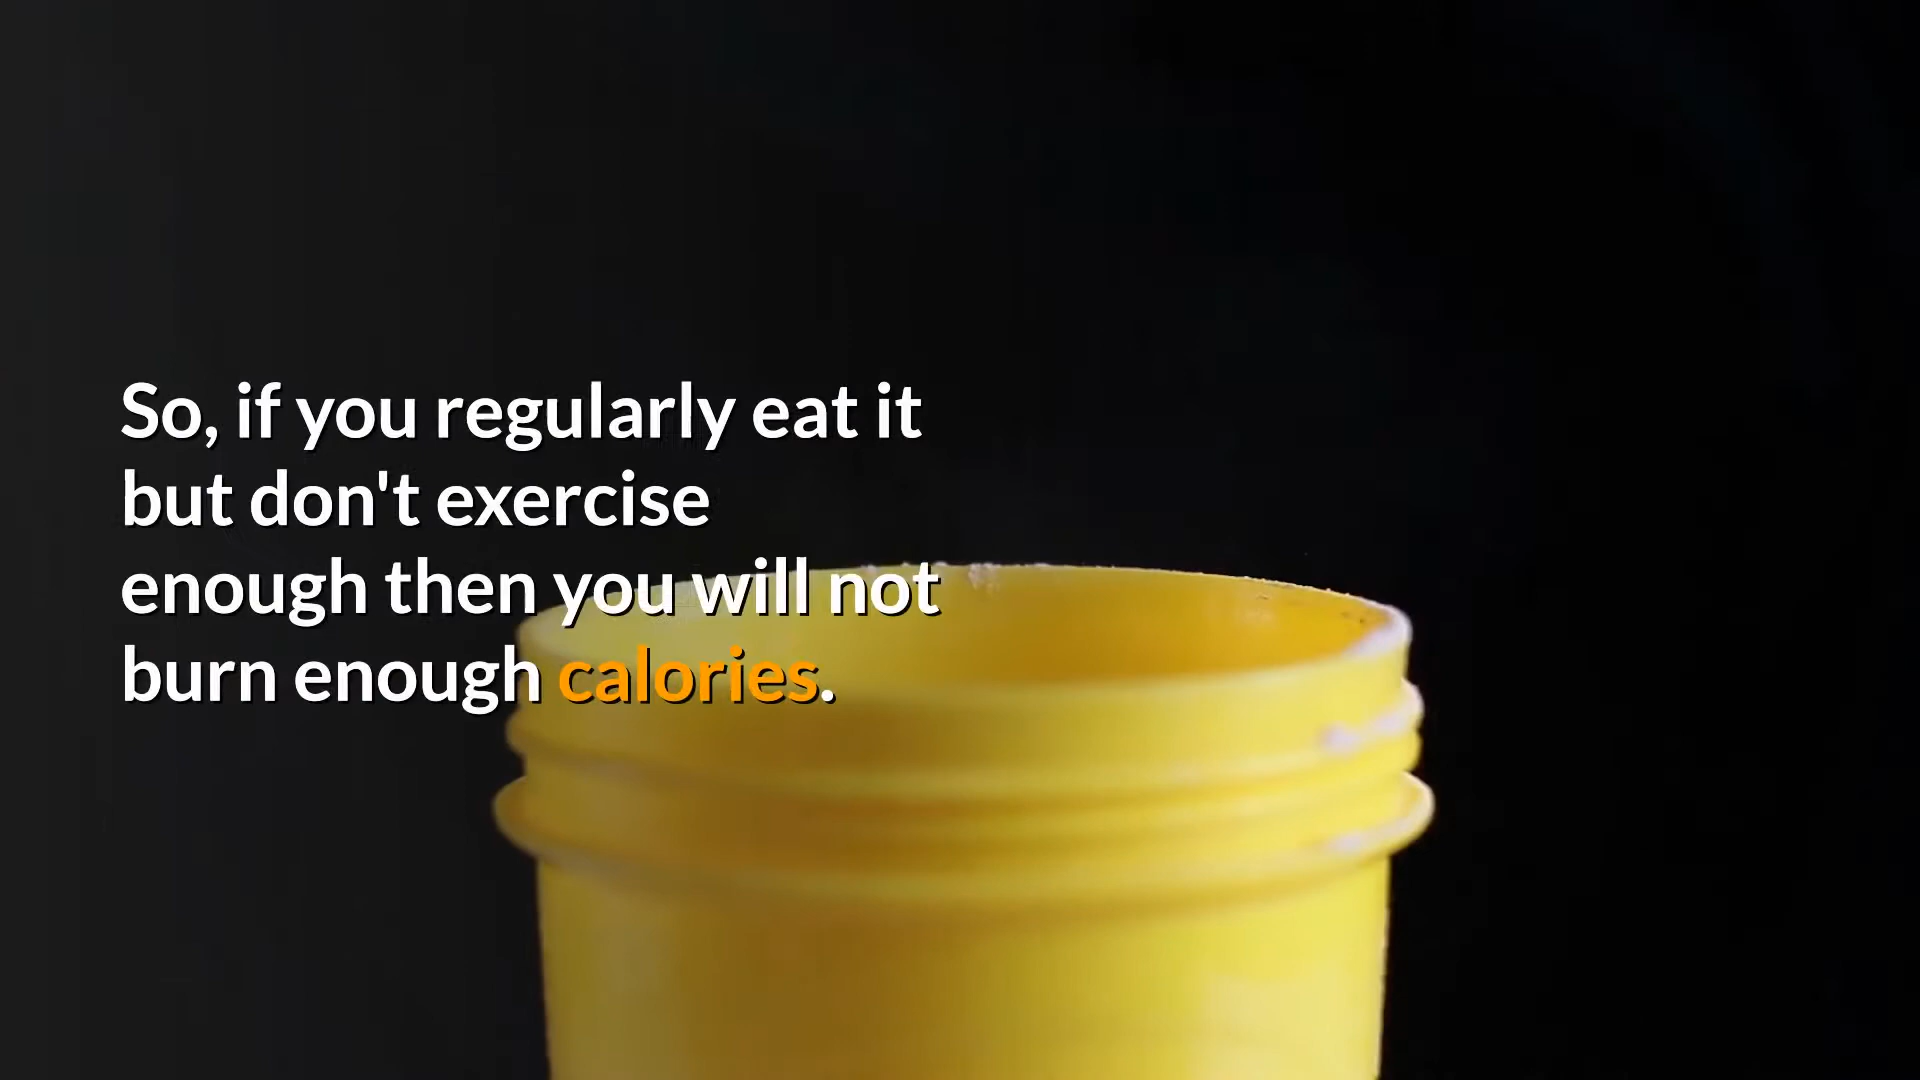 So, if you regularly eat it
but don't exercise
enough then you will not
burn enough calories.